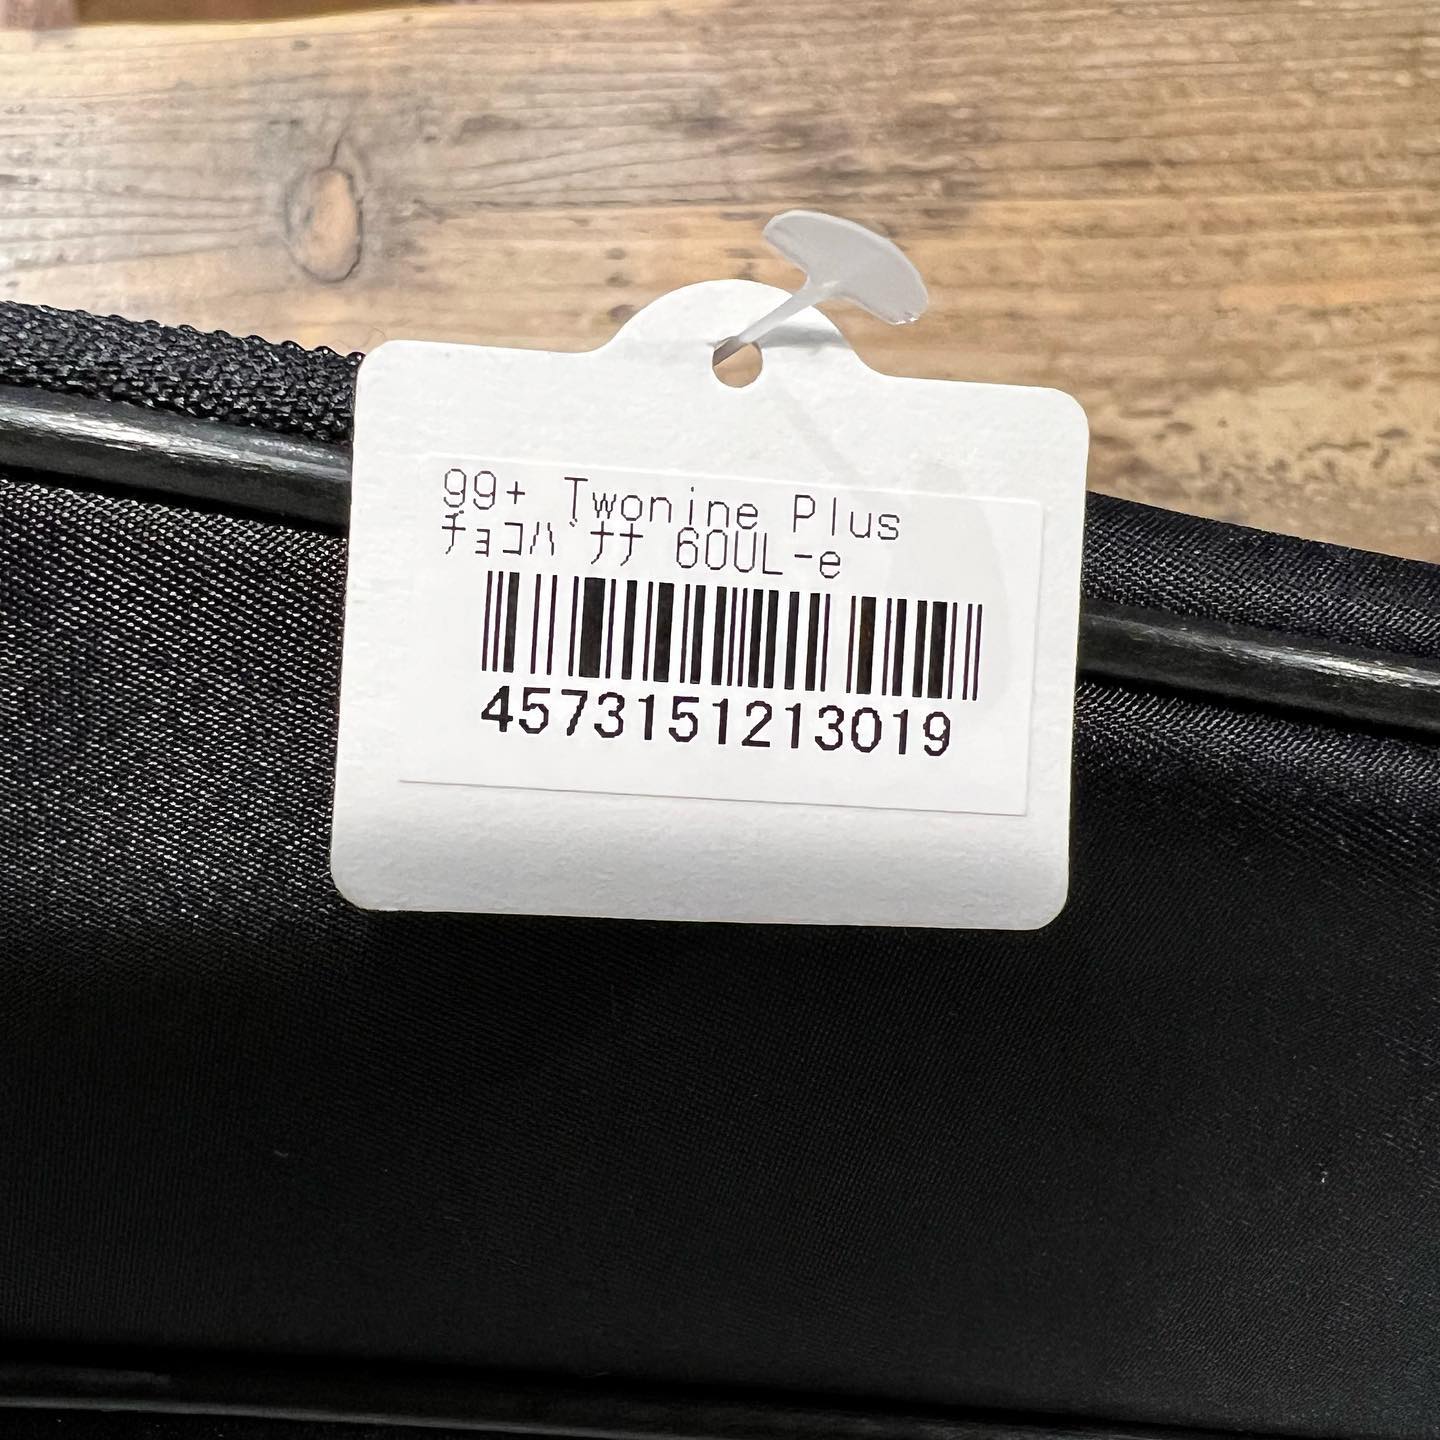 99+ Twonine Plus
ﾁｮｺﾊﾞﾅﾅ 60UL-e
4573151213019